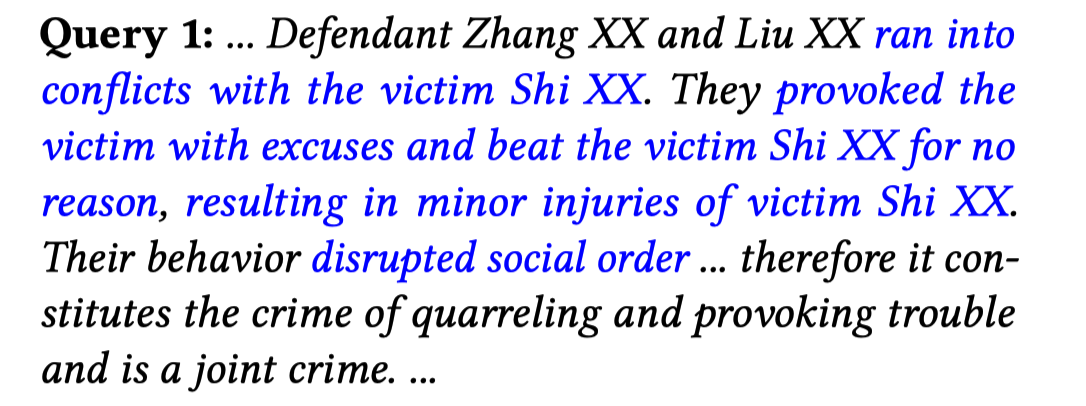 Query 1: ... Defendant Zhang XX and Liu XX ran into
conflicts with the victim Shi XX. They provoked the
victim with excuses and beat the victim Shi XX for no
reason, resulting in minor injuries of victim Shi XX.
Their behavior disrupted social order ... therefore it con-
stitutes the crime of quarreling and provoking trouble
and is a joint crime. ...